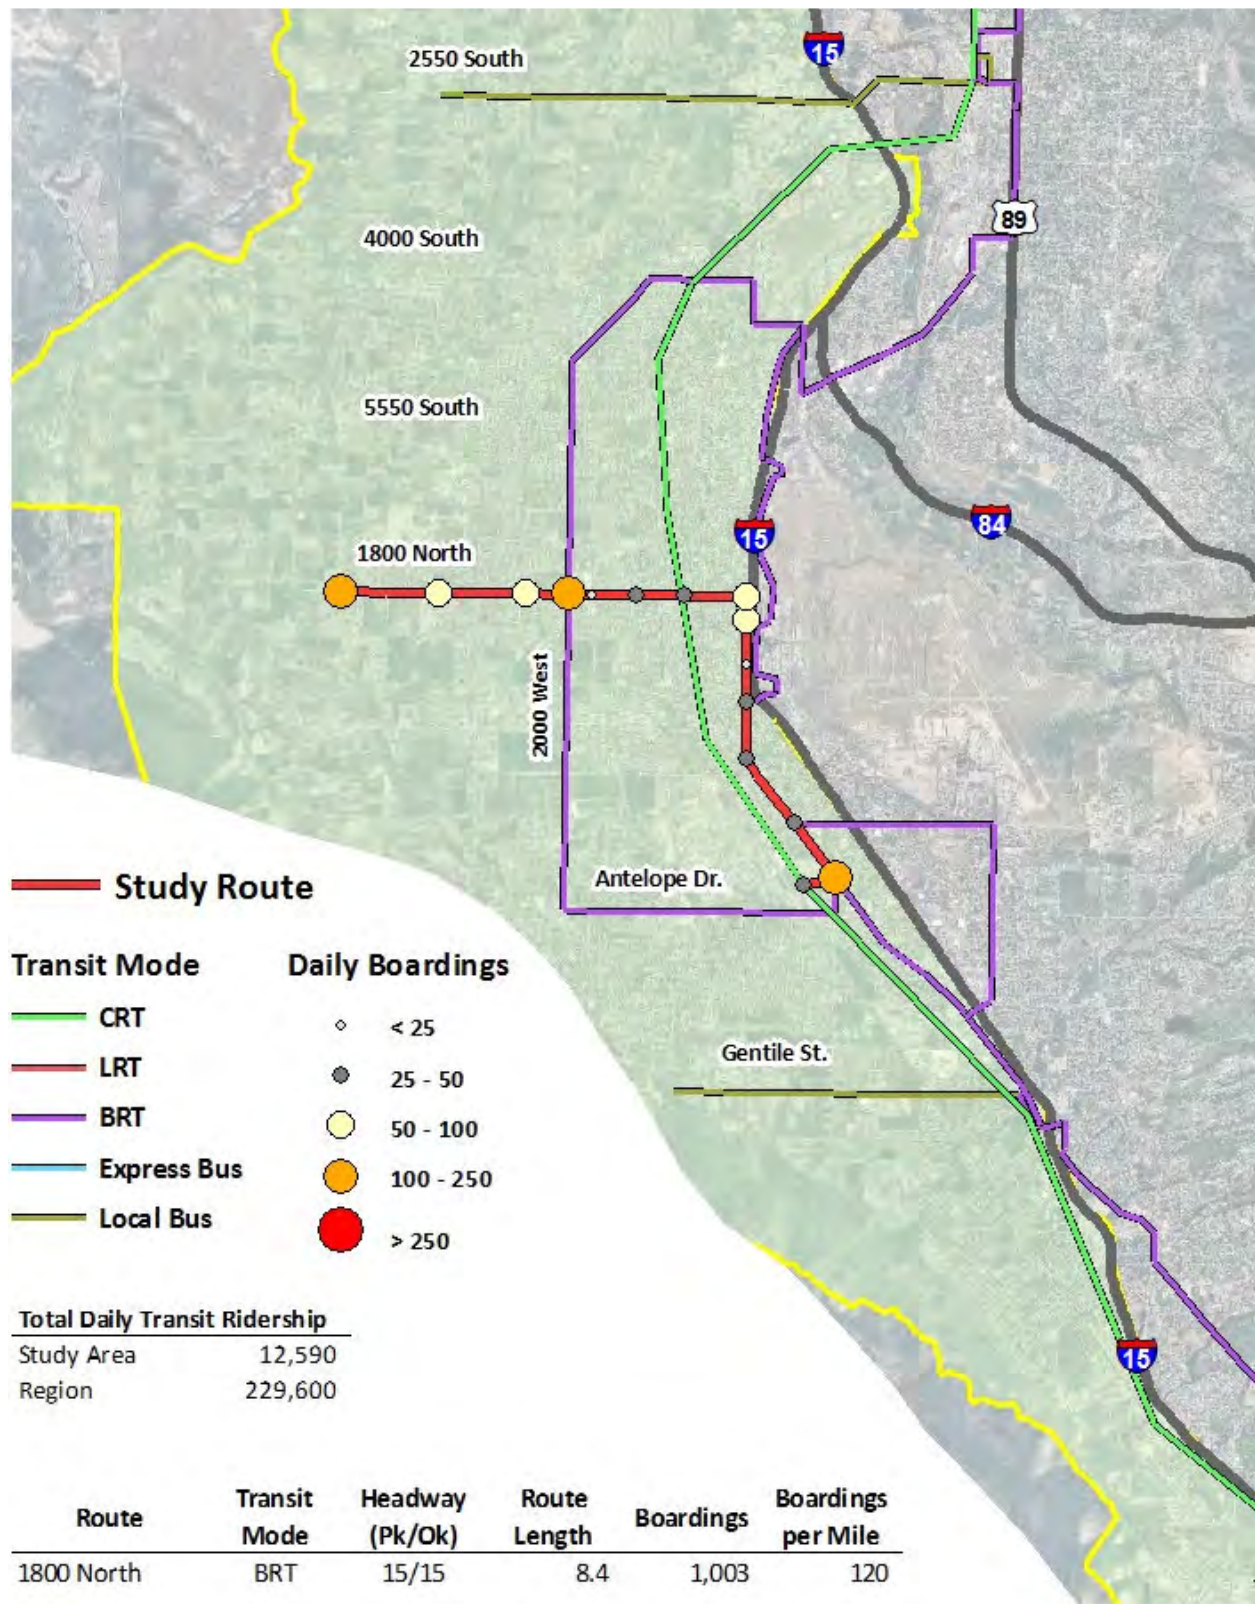 2550 South
15
4000 South
89
5550 South
15
84
1800 North
2000 West
Antelope Dr.
Study Route
Transit Mode
Daily Boardings
CRT
< 25
LRT
25 - 50
Gentile St.
BRT
50 - 100
Express Bus
100 - 250
Local Bus
> 250
Total Daily Transit Ridership
Study Area 12,590
15
Region 229,600
Route Transit Mode Headway (Pk/Ok) Route Length Boardings Boardings per Mile
1800 North BRT 15/15 8.4 1,003 120